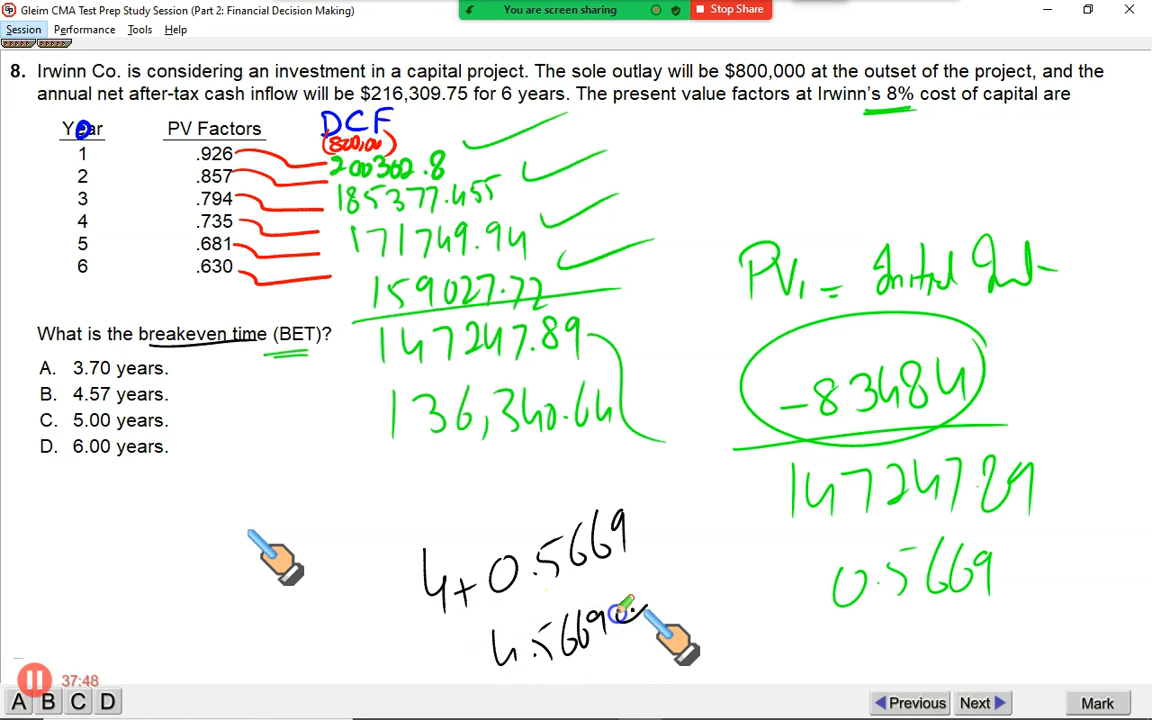 Gleim CMA Test Prep Study Session (Part 2: Financial Decision Making)
You are screen sharing
Stop Share
Session Performance Tools Help
8. Irwinn Co. is considering an investment in a capital project. The sole outlay will be $800,000 at the outset of the project, and the
annual net after-tax cash inflow will be $216,309.75 for 6 years. The present value factors at Irwinn's 8% cost of capital are
Year PV Factors DCF
0
1 .926 200302.8
2 .857 185377.455
3 .794 171749.94
4 .735 159027.72
5 .681 147247.89
6 .630 136,340.64
PV, =
-83484
147247.89
0.5669
What is the breakeven time (BET)?
A. 3.70 years.
B. 4.57 years.
C. 5.00 years.
D. 6.00 years.
4+0.5669
4.5669
37:48
A B C D
Previous Next Mark